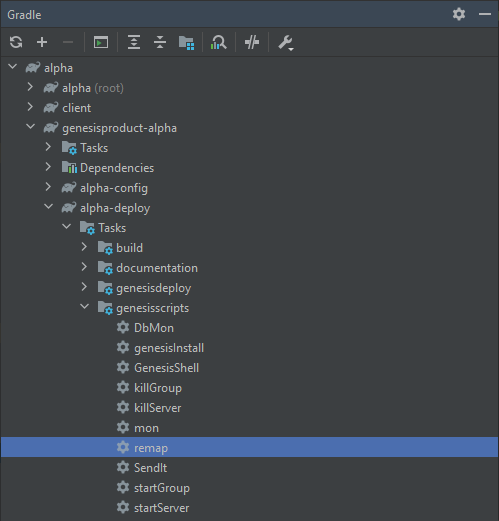 Gradle
alpha
alpha (root)
client
genesisproduct-alpha
Tasks
Dependencies
alpha-config
alpha-deploy
Tasks
build
documentation
genesisdeploy
genesisscripts
DbMon
genesisInstall
GenesisShell
killGroup
killServer
mon
remap
SendIt
startGroup
startServer